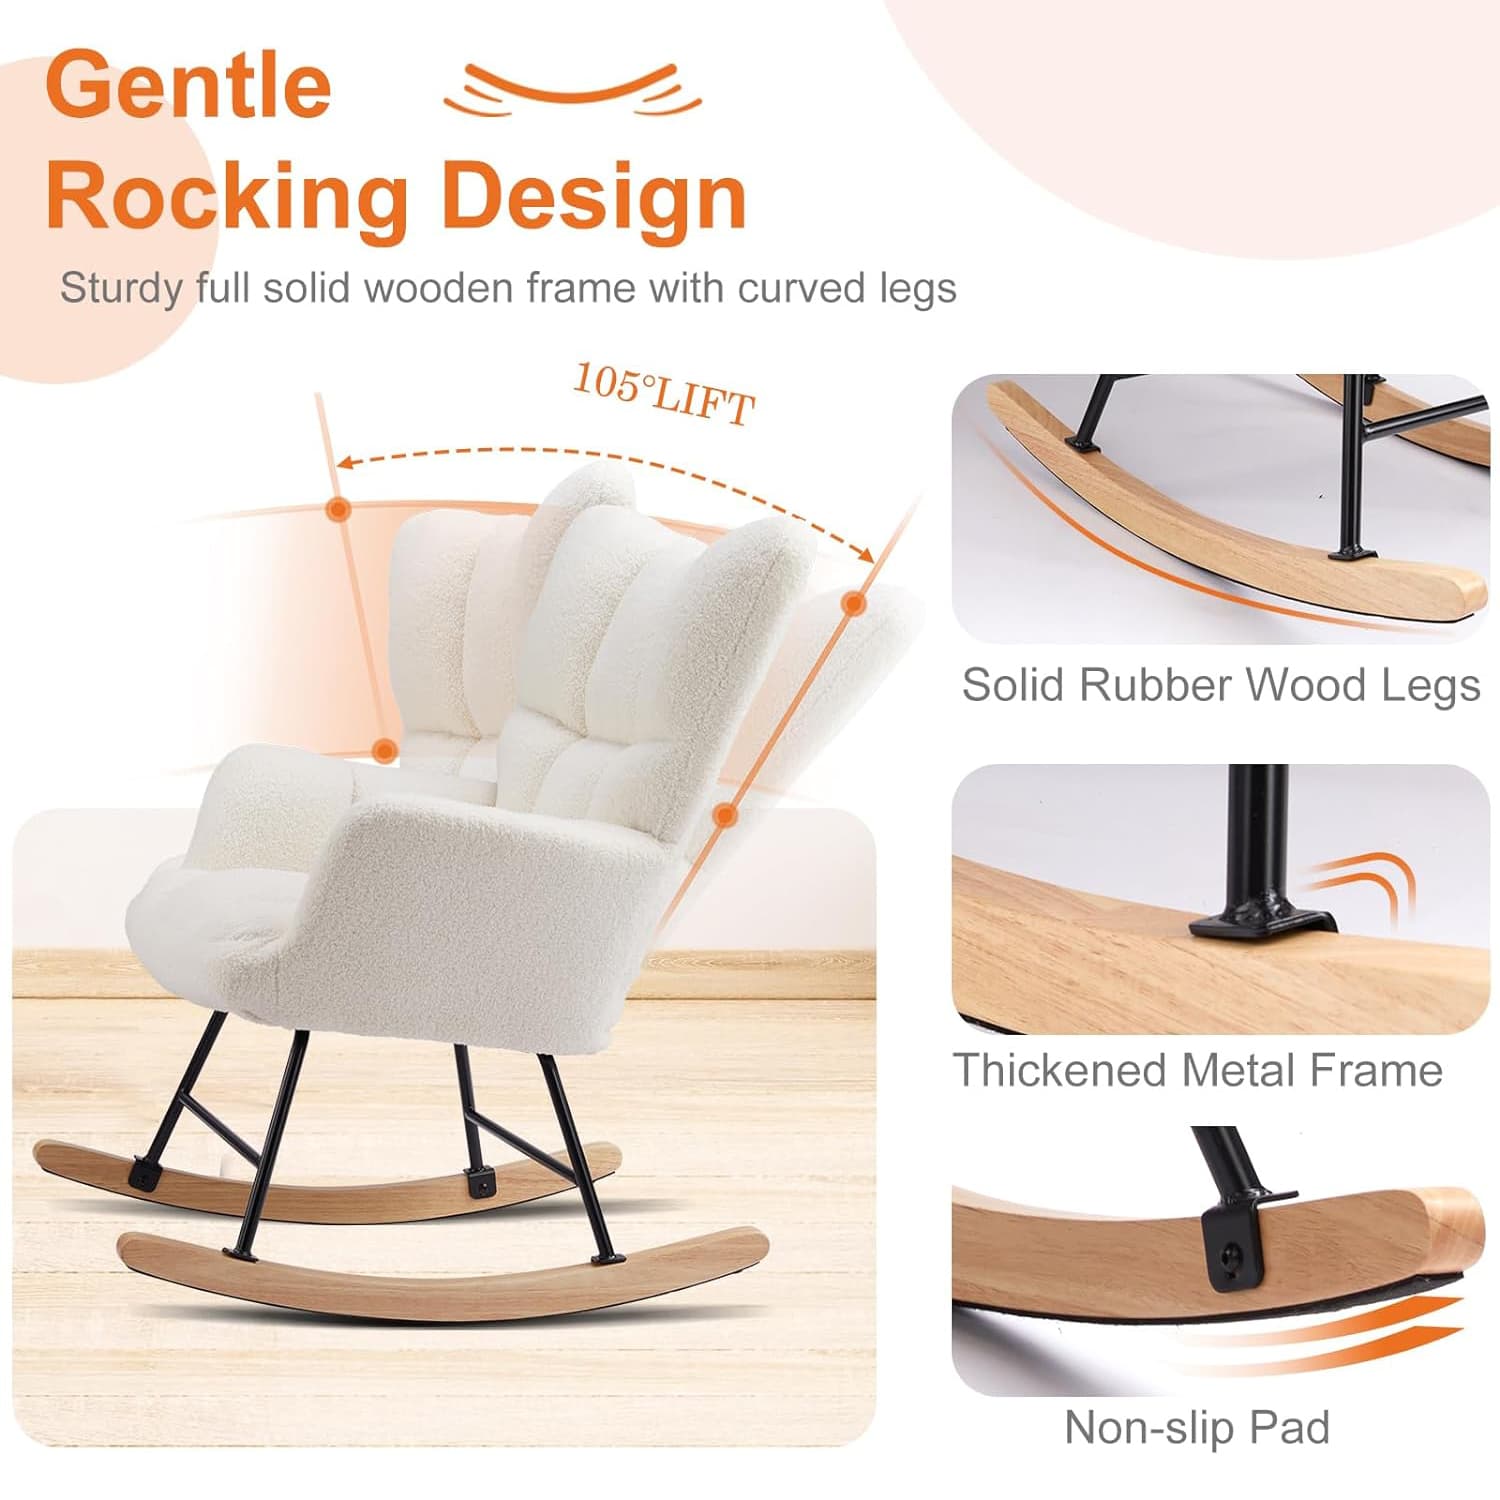 Gentle
Rocking Design
Sturdy full solid wooden frame with curved legs
105°LIFT
Solid Rubber Wood Legs
Thickened Metal Frame
Non-slip Pad